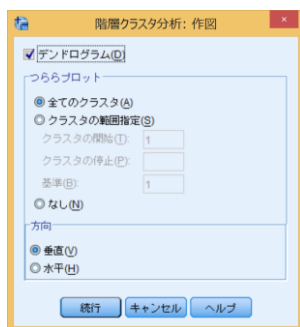 階層クラスタ分析: 作図
デンドログラム(D)
つららプロット
全てのクラスタ(A)
クラスタの範囲指定(S)
クラスタの開始(T): 1
クラスタの停止(P):
基準(B): 1
なし(N)
方向
垂直(V)
水平(H)
続行 キャンセル ヘルプ